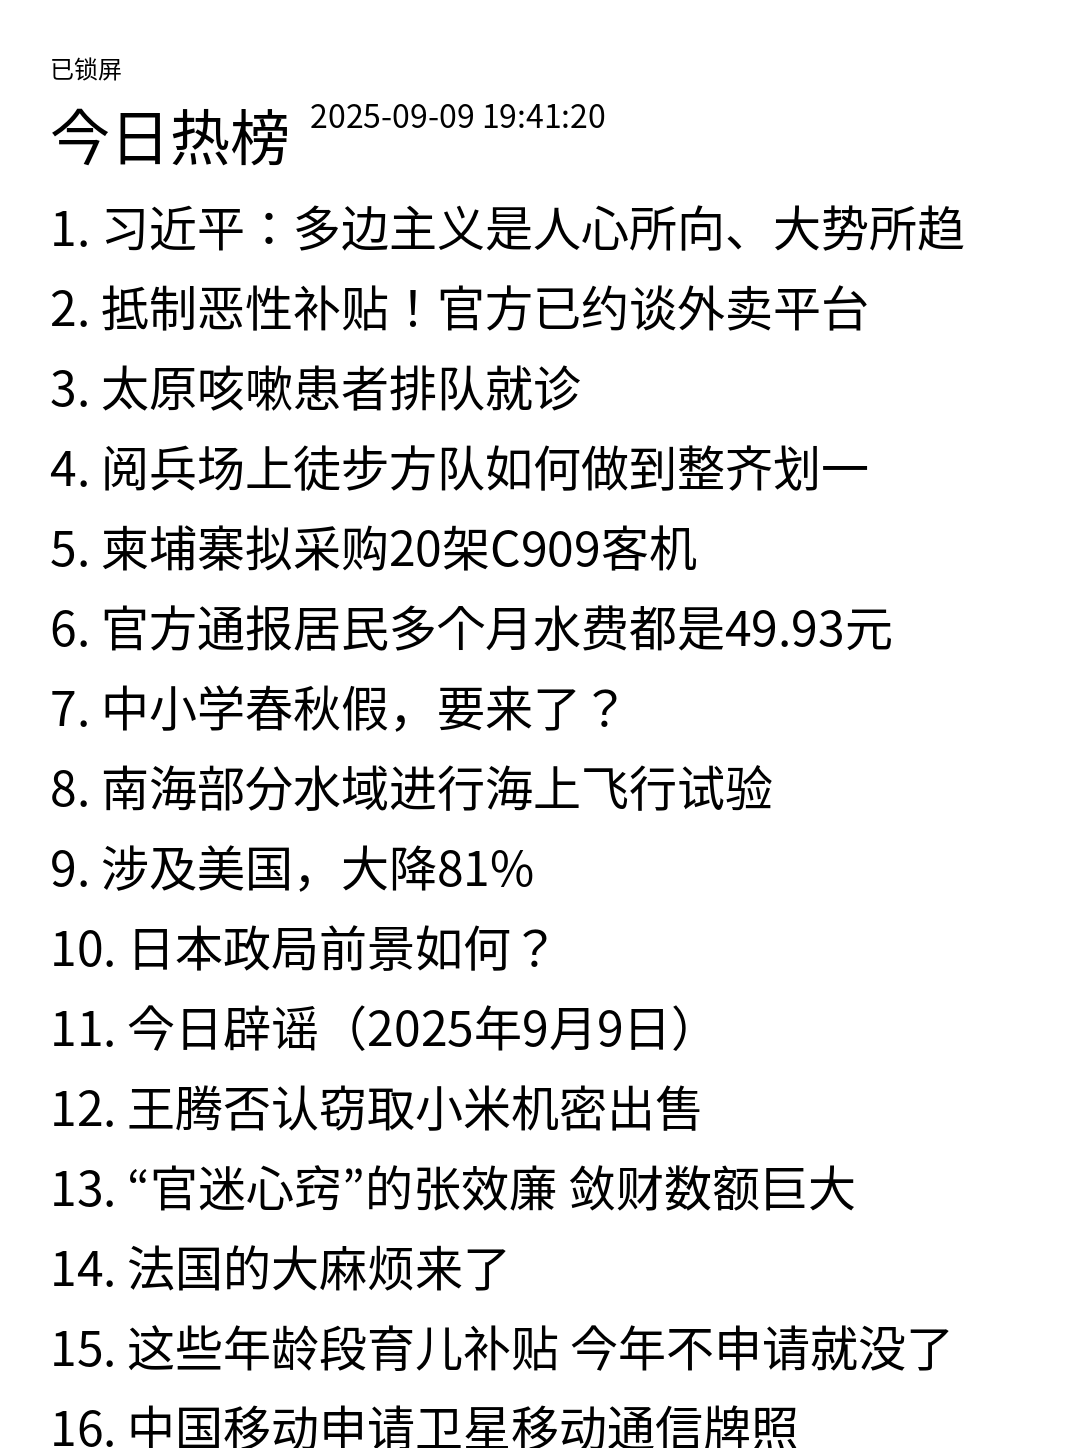 已锁屏
今日热榜 2025-09-09 19:41:20
1. 习近平：多边主义是人心所向、大势所趋
2. 抵制恶性补贴！官方已约谈外卖平台
3. 太原咳嗽患者排队就诊
4. 阅兵场上徒步方队如何做到整齐划一
5. 柬埔寨拟采购20架C909客机
6. 官方通报居民多个月水费都是49.93元
7. 中小学春秋假，要来了？
8. 南海部分水域进行海上飞行试验
9. 涉及美国，大降81%
10. 日本政局前景如何？
11. 今日辟谣（2025年9月9日）
12. 王腾否认窃取小米机密出售
13. “官迷心窍”的张效廉 敛财数额巨大
14. 法国的大麻烦来了
15. 这些年龄段育儿补贴 今年不申请就没了
16. 中国移动申请卫星移动通信牌照